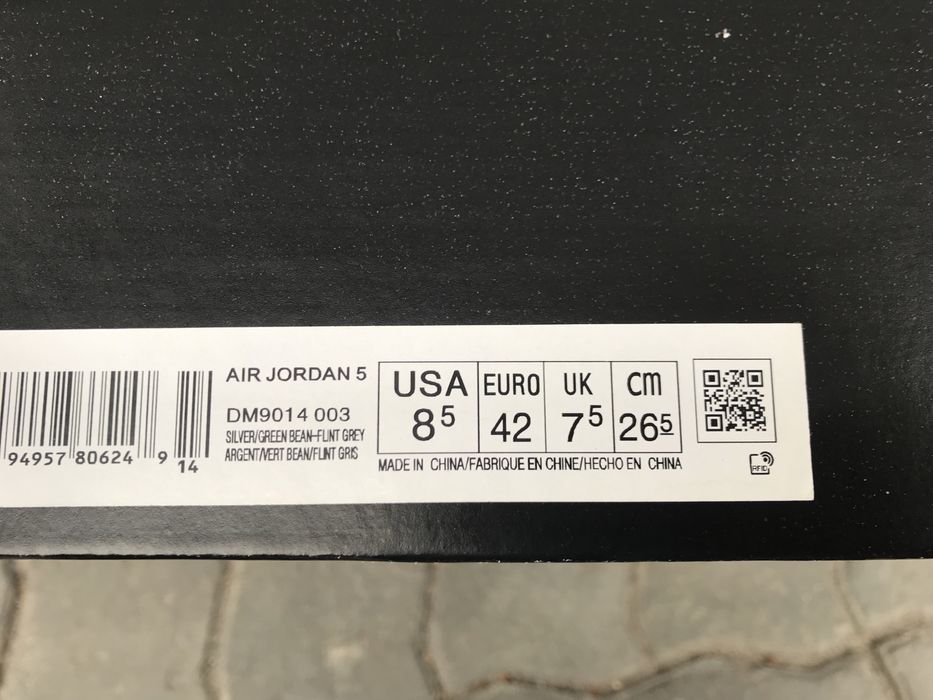 AIR JORDAN 5
DM9014 003
SILVER/GREEN BEAN-FLINT GREY
ARGENT/VERT BEAN/FLINT GRIS
94957 80624 9 14
USA EURO UK CM
8 5 42 7 5 26 5
MADE IN CHINA/FABRIQUE EN CHINE/HECHO EN CHINA
RFID